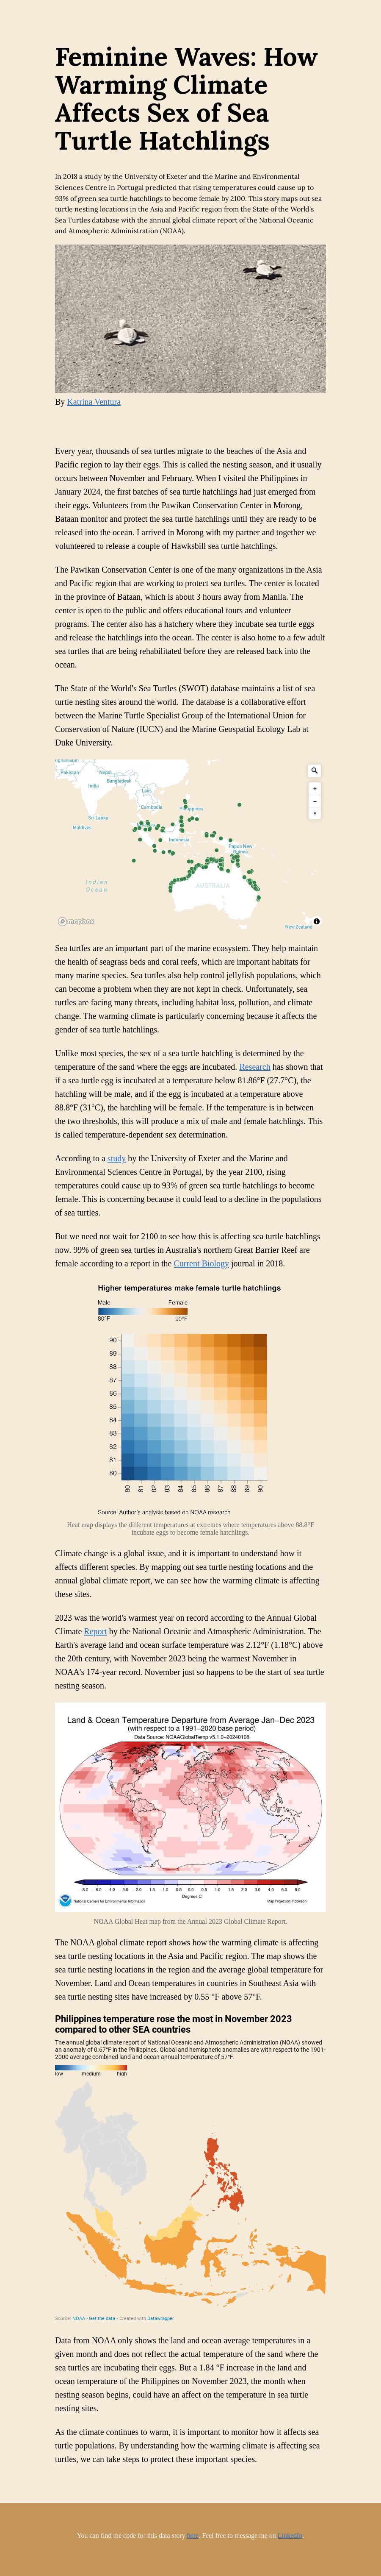 Feminine Waves: How
Warming Climate
Affects Sex of Sea
Turtle Hatchlings
In 2018 a study by the University of Exeter and the Marine and Environmental
Sciences Centre in Portugal predicted that rising temperatures could cause up to
93% of green sea turtle hatchlings to become female by 2100. This story maps out sea
turtle nesting locations in the Asia and Pacific region from the State of the World's
Sea Turtles database with the annual global climate report of the National Oceanic
and Atmospheric Administration (NOAA).
By Katrina Ventura
Every year, thousands of sea turtles migrate to the beaches of the Asia and
Pacific region to lay their eggs. This is called the nesting season, and it usually
occurs between November and February. When I visited the Philippines in
January 2024, the first batches of sea turtle hatchlings had just emerged from
their eggs. Volunteers from the Pawikan Conservation Center in Morong,
Bataan monitor and protect the sea turtle hatchlings until they are ready to be
released into the ocean. I arrived in Morong with my partner and together we
volunteered to release a couple of Hawksbill sea turtle hatchlings.
The Pawikan Conservation Center is one of the many organizations in the Asia
and Pacific region that are working to protect sea turtles. The center is located
in the province of Bataan, which is about 3 hours away from Manila. The
center is open to the public and offers educational tours and volunteer
programs. The center also has a hatchery where they incubate sea turtle eggs
and release the hatchlings into the ocean. The center is also home to a few adult
sea turtles that are being rehabilitated before they are released back into the
ocean.
The State of the World's Sea Turtles (SWOT) database maintains a list of sea
turtle nesting sites around the world. The database is a collaborative effort
between the Marine Turtle Specialist Group of the International Union for
Conservation of Nature (IUCN) and the Marine Geospatial Ecology Lab at
Duke University.
Pakistan
Nepal
Bangladesh
India
Laos
Cambodia
Philippines
Sri Lanka
Maldives
Indonesia
Papua New
Guinea
Indian
Ocean
AUSTRALIA
mapbox
New Zealand
Sea turtles are an important part of the marine ecosystem. They help maintain
the health of seagrass beds and coral reefs, which are important habitats for
many marine species. Sea turtles also help control jellyfish populations, which
can become a problem when they are not kept in check. Unfortunately, sea
turtles are facing many threats, including habitat loss, pollution, and climate
change. The warming climate is particularly concerning because it affects the
gender of sea turtle hatchlings.
Unlike most species, the sex of a sea turtle hatchling is determined by the
temperature of the sand where the eggs are incubated. Research has shown that
if a sea turtle egg is incubated at a temperature below 81.86°F (27.7°C), the
hatchling will be male, and if the egg is incubated at a temperature above
88.8°F (31°C), the hatchling will be female. If the temperature is in between
the two thresholds, this will produce a mix of male and female hatchlings. This
is called temperature-dependent sex determination.
According to a study by the University of Exeter and the Marine and
Environmental Sciences Centre in Portugal, by the year 2100, rising
temperatures could cause up to 93% of green sea turtle hatchlings to become
female. This is concerning because it could lead to a decline in the populations
of sea turtles.
But we need not wait for 2100 to see how this is affecting sea turtle hatchlings
now. 99% of green sea turtles in Australia's northern Great Barrier Reef are
female according to a report in the Current Biology journal in 2018.
Higher temperatures make female turtle hatchlings
Male Female
80°F 90°F
90
89
88
87
86
85
84
83
82
81
80
80 81 82 83 84 85 86 87 88 89 90
Source: Author's analysis based on NOAA research
Heat map displays the different temperatures at extremes where temperatures above 88.8°F
incubate eggs to become female hatchlings.
Climate change is a global issue, and it is important to understand how it
affects different species. By mapping out sea turtle nesting locations and the
annual global climate report, we can see how the warming climate is affecting
these sites.
2023 was the world's warmest year on record according to the Annual Global
Climate Report by the National Oceanic and Atmospheric Administration. The
Earth's average land and ocean surface temperature was 2.12°F (1.18°C) above
the 20th century, with November 2023 being the warmest November in
NOAA's 174-year record. November just so happens to be the start of sea turtle
nesting season.
Land & Ocean Temperature Departure from Average Jan–Dec 2023
(with respect to a 1991–2020 base period)
Data Source: NOAAGlobalTemp v5.1.0–20240108
Degrees C
National Centers for Environmental Information
Map Projection: Robinson
NOAA Global Heat map from the Annual 2023 Global Climate Report.
The NOAA global climate report shows how the warming climate is affecting
sea turtle nesting locations in the Asia and Pacific region. The map shows the
sea turtle nesting locations in the region and the average global temperature for
November. Land and Ocean temperatures in countries in Southeast Asia with
sea turtle nesting sites have increased by 0.55 °F above 57°F.
Philippines temperature rose the most in November 2023
compared to other SEA countries
The annual global climate report of National Oceanic and Atmospheric Administration (NOAA) showed
an anomaly of 0.67°F in the Philippines. Global and hemispheric anomalies are with respect to the 1901-
2000 average combined land and ocean annual temperature of 57°F.
low medium high
Source: NOAA · Get the data · Created with Datawrapper
Data from NOAA only shows the land and ocean average temperatures in a
given month and does not reflect the actual temperature of the sand where the
sea turtles are incubating their eggs. But a 1.84 °F increase in the land and
ocean temperature of the Philippines on November 2023, the month when
nesting season begins, could have an affect on the temperature in sea turtle
nesting sites.
As the climate continues to warm, it is important to monitor how it affects sea
turtle populations. By understanding how the warming climate is affecting sea
turtles, we can take steps to protect these important species.
You can find the code for this data story here. Feel free to message me on LinkedIn.